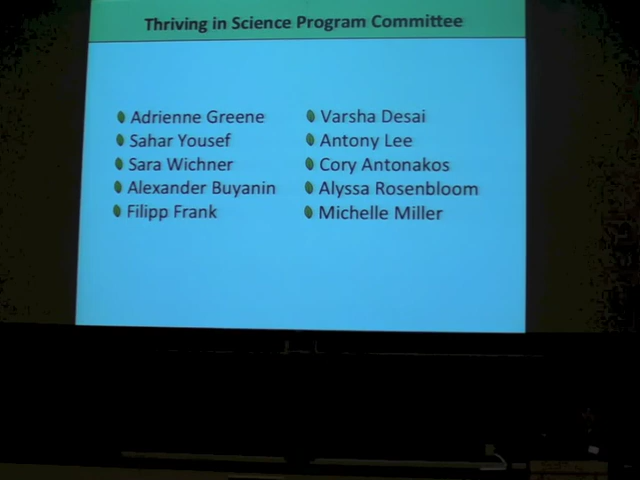 Thriving in Science Program Committee
Adrienne Greene
Sahar Yousef
Sara Wichner
Alexander Buyanin
Filipp Frank
Varsha Desai
Antony Lee
Cory Antonakos
Alyssa Rosenbloom
Michelle Miller